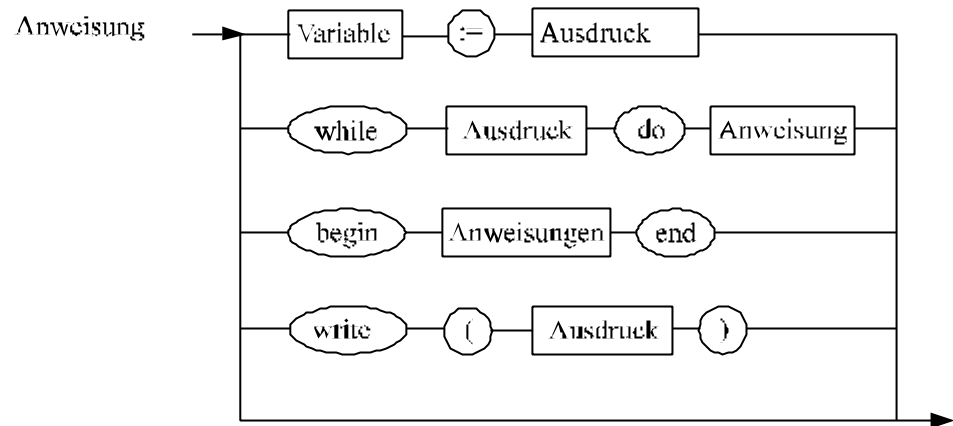 Anweisung Variable := Ausdruck
while Ausdruck do Anweisung
begin Anweisungen end
write ( Ausdruck )